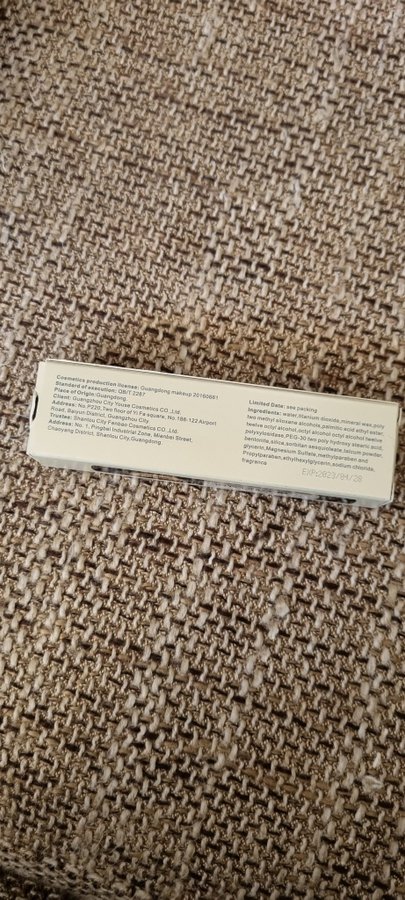 Cosmetics production license: Guangdong makeup 20160661
Standard of execution: QB/T 2287
Place of Origin:Guangdong.
Client: Guangzhou City Youse Cosmetics CO.,Ltd.
Address: No.P220,Two floor of Yi Fa square, No.186-122 Airport
Road, Baiyun District, Guangzhou City.
Trustee: Shantou City Fenbao Cosmetics CO.,Ltd.
Address: No. 1, Pingbei Industrial Zone, Mianbei Street,
Chaoyang District, Shantou City,Guangdong.
Limited Date: see packing
Ingredients: water,titanium dioxide,mineral wax,poly
two methyl siloxane alcohols,palmitic acid ethyl ester,
twelve octyl alcohol,octyl alcohol octyl alcohol twelve
polyxylosidase,PEG-30 two poly hydroxy stearic acid,
bentonite,silica,sorbitan sesquioleate,talcum powder,
glycerin,Magnesium Sulfate,methylparaben and
Propylparaben,ethylhexylglycerin,sodium chloride,
fragrance
EXP:2023/04/28